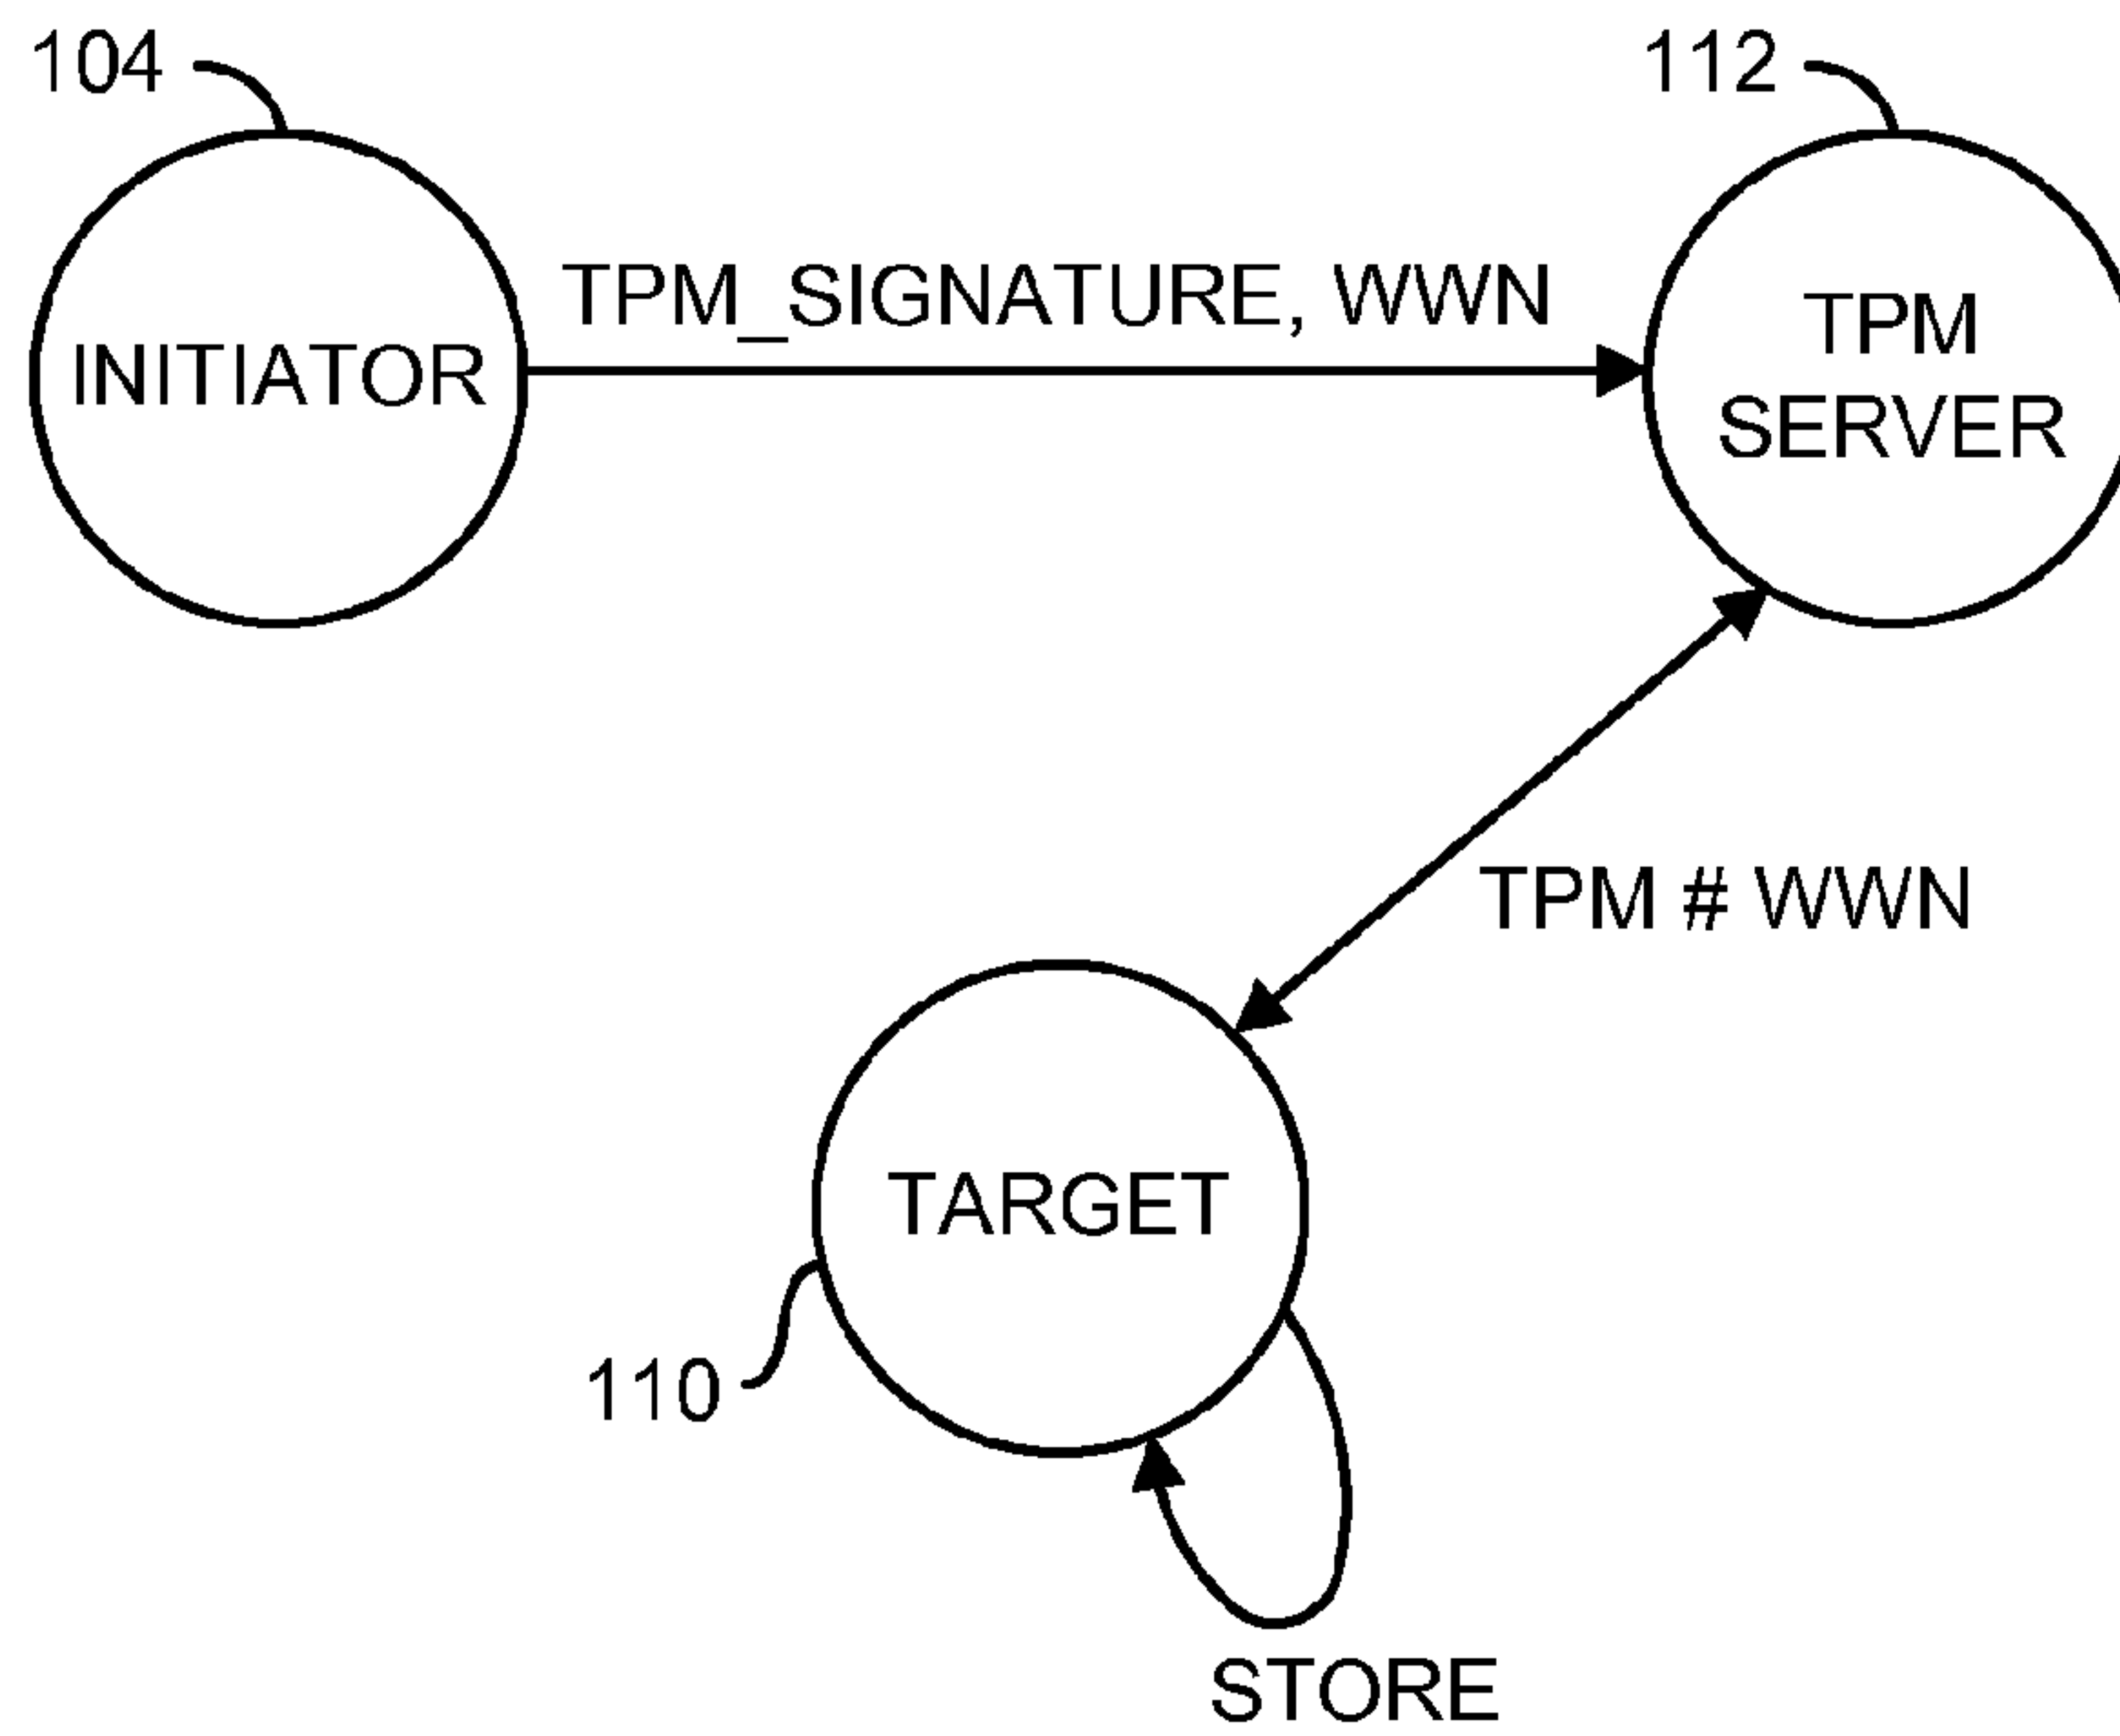 104
112
TPM_SIGNATURE, WWN
INITIATOR
TPM
SERVER
TPM # WWN
TARGET
110
STORE